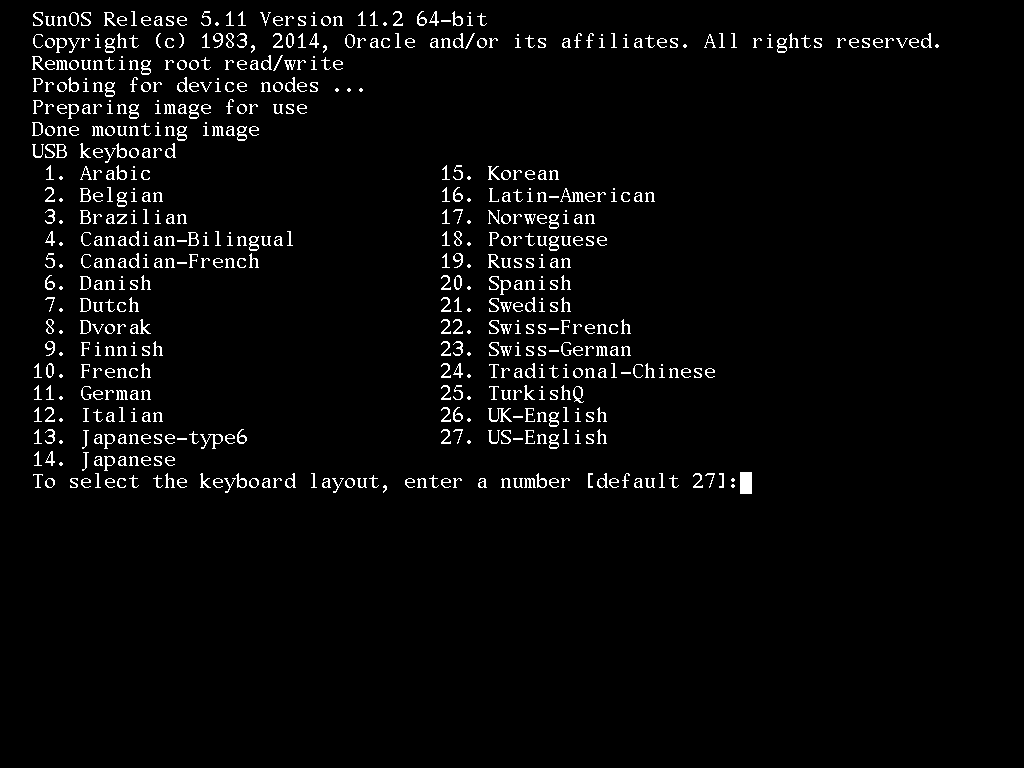 SunOS Release 5.11 Version 11.2 64-bit
Copyright (c) 1983, 2014, Oracle and/or its affiliates. All rights reserved.
Remounting root read/write
Probing for device nodes ...
Preparing image for use
Done mounting image
USB keyboard
1. Arabic 15. Korean
2. Belgian 16. Latin-American
3. Brazilian 17. Norwegian
4. Canadian-Bilingual 18. Portuguese
5. Canadian-French 19. Russian
6. Danish 20. Spanish
7. Dutch 21. Swedish
8. Dvorak 22. Swiss-French
9. Finnish 23. Swiss-German
10. French 24. Traditional-Chinese
11. German 25. TurkishQ
12. Italian 26. UK-English
13. Japanese-type6 27. US-English
14. Japanese
To select the keyboard layout, enter a number [default 27]: